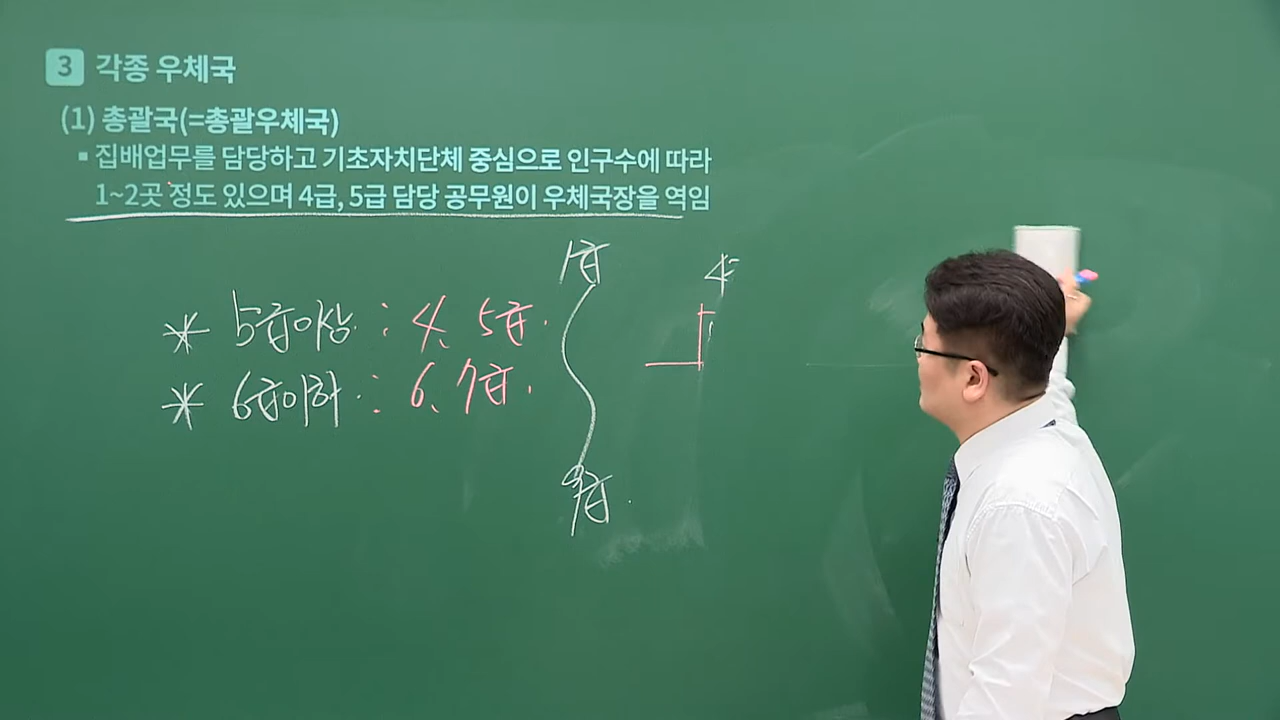 3 각종 우체국
(1) 총괄국(=총괄우체국)
▪ 집배업무를 담당하고 기초자치단체 중심으로 인구수에 따라
1~2곳 정도 있으며 4급, 5급 담당 공무원이 우체국장을 역임
1급
* 5급이상 : 4, 5급.
* 6급이하 : 6, 7급.
9급.